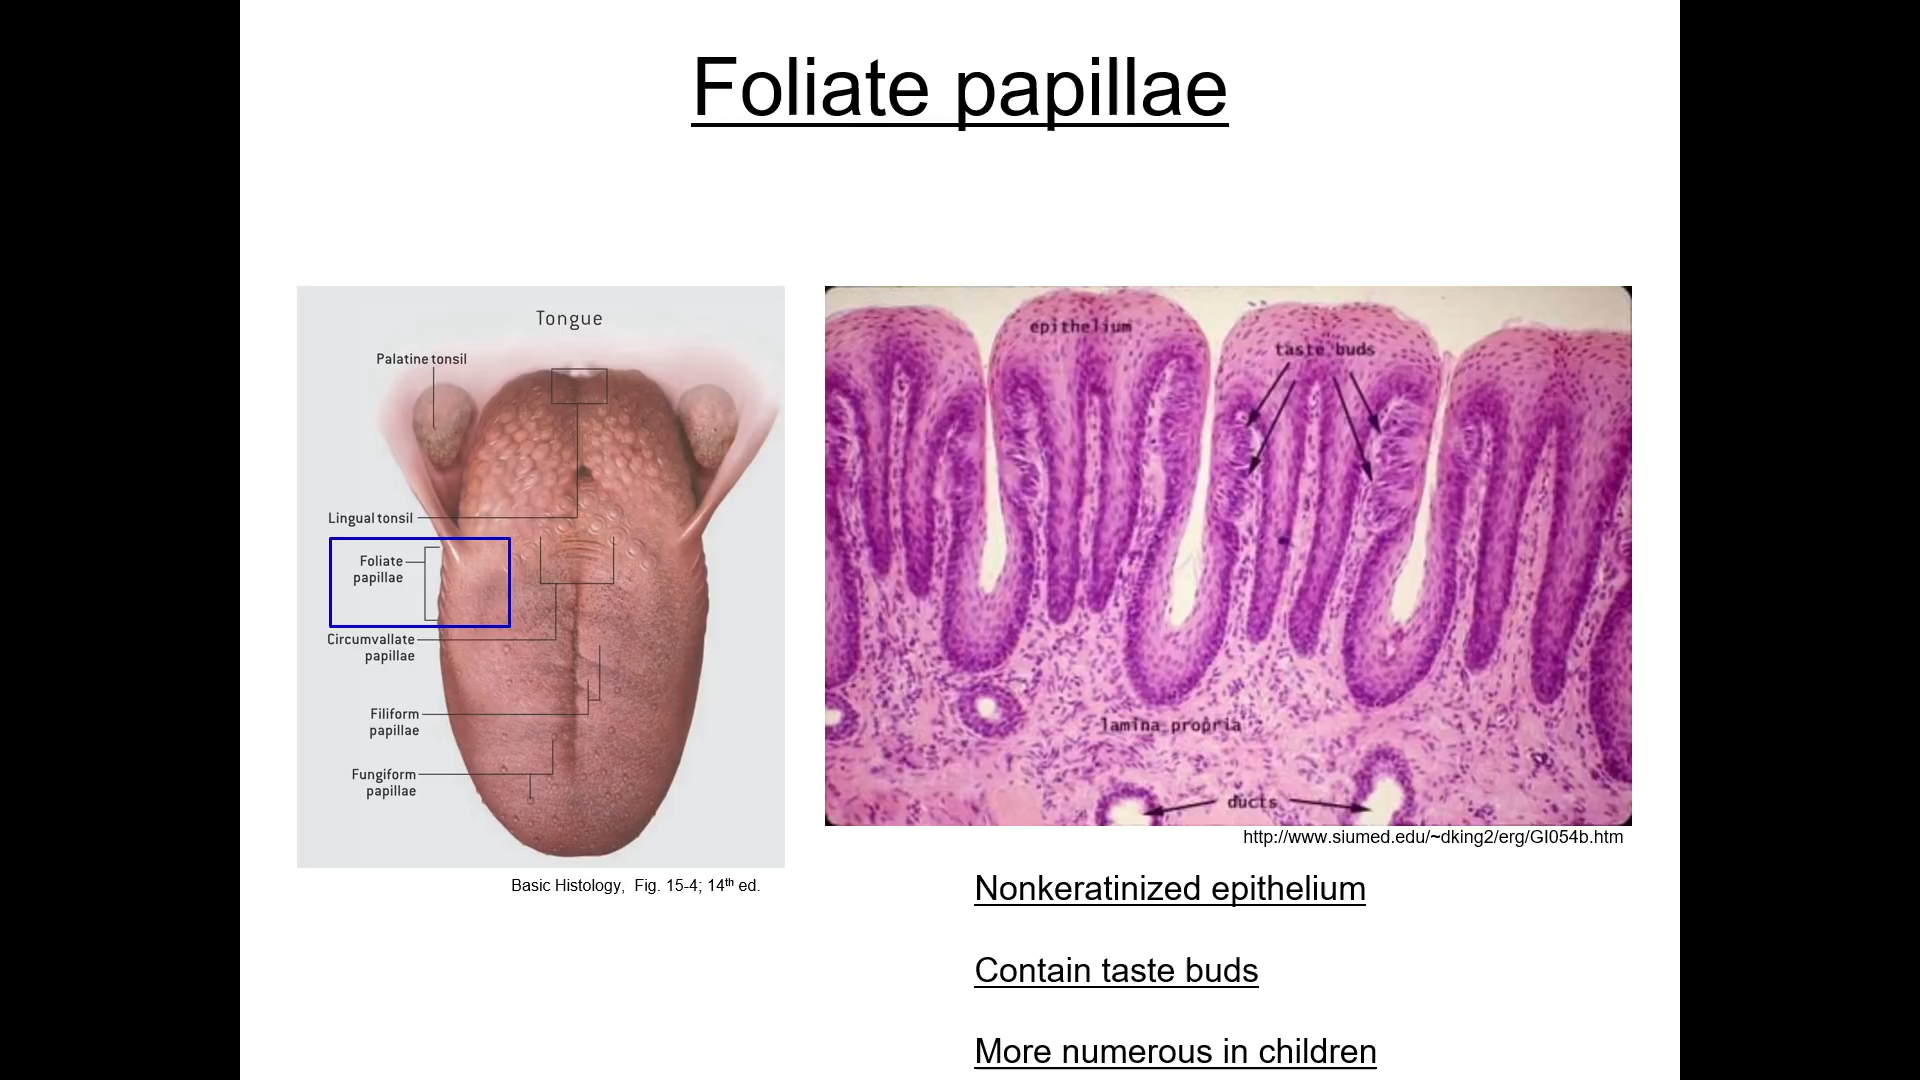 Foliate papillae
Tongue
Palatine tonsil
Lingual tonsil
Foliate
papillae
Circumvallate
papillae
Filiform
papillae
Fungiform
papillae
Basic Histology, Fig. 15-4; 14th ed.
epithelium
taste buds
lamina propria
ducts
http://www.siumed.edu/~dking2/erg/GI054b.htm
Nonkeratinized epithelium
Contain taste buds
More numerous in children